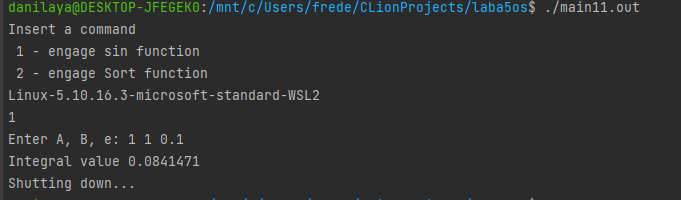 danilaya@DESKTOP-JFEGEK0:/mnt/c/Users/frede/CLionProjects/laba5os$ ./main11.out
Insert a command
 1 - engage sin function
 2 - engage Sort function
Linux-5.10.16.3-microsoft-standard-WSL2
1
Enter A, B, e: 1 1 0.1
Integral value 0.0841471
Shutting down...